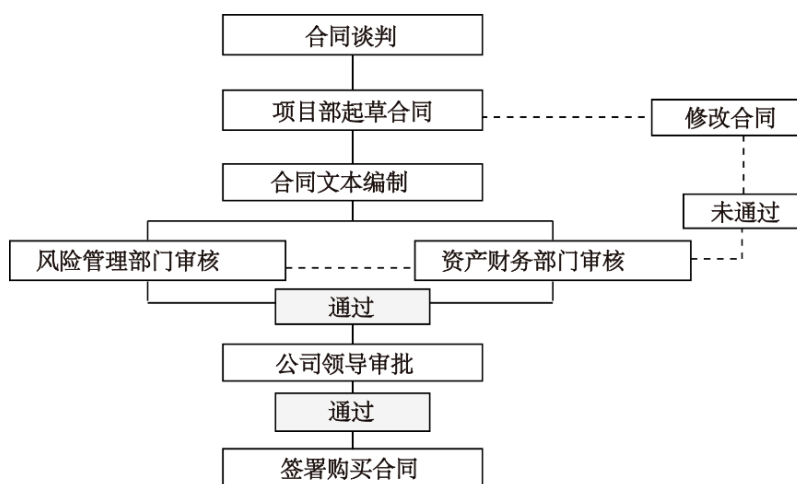 合同谈判
项目部起草合同
修改合同
合同文本编制
未通过
风险管理部门审核
资产财务部门审核
通过
公司领导审批
通过
签署购买合同